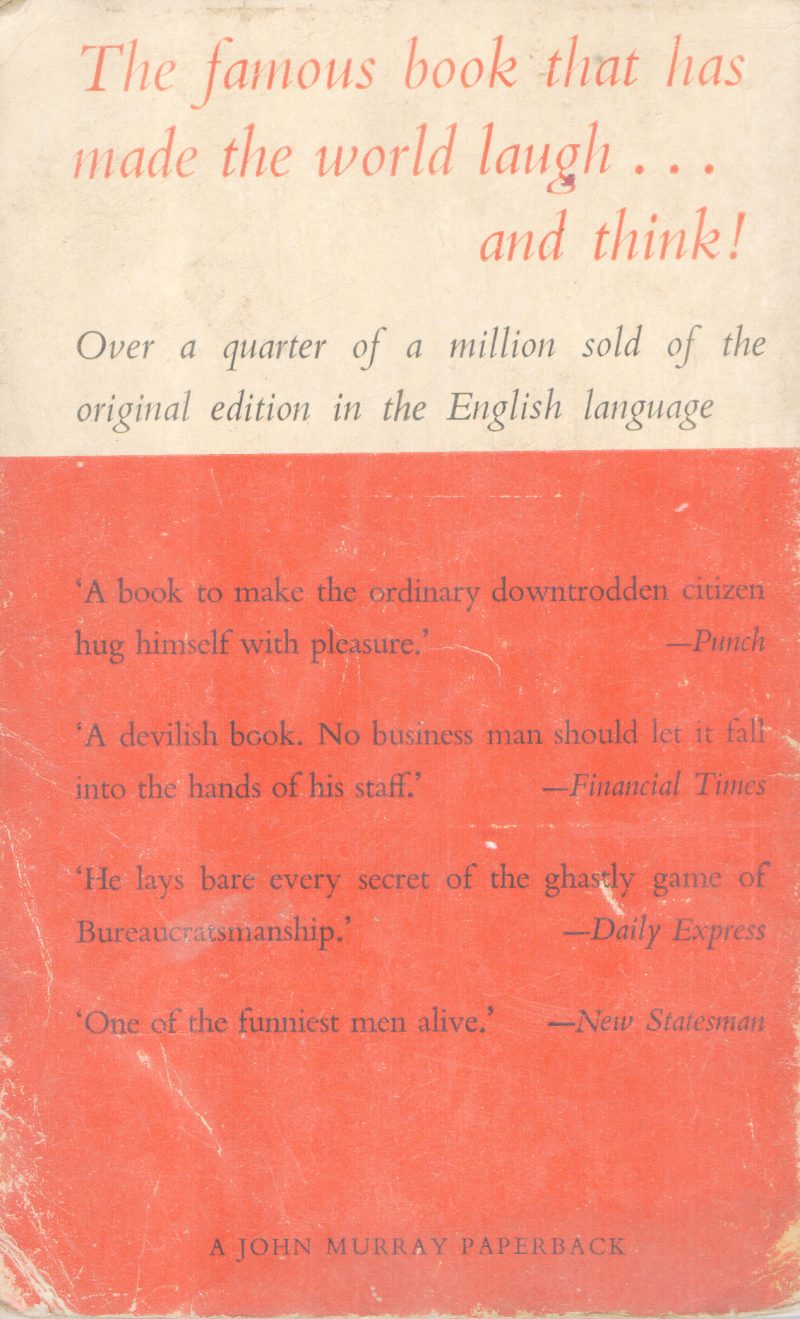 The famous book that has
made the world laugh . . .
and think!
Over a quarter of a million sold of the
original edition in the English language
‘A book to make the ordinary downtrodden citizen
hug himself with pleasure.’ —Punch
‘A devilish book. No business man should let it fall
into the hands of his staff.’ —Financial Times
‘He lays bare every secret of the ghastly game of
Bureaucratsmanship.’ —Daily Express
‘One of the funniest men alive.’ —New Statesman
A JOHN MURRAY PAPERBACK